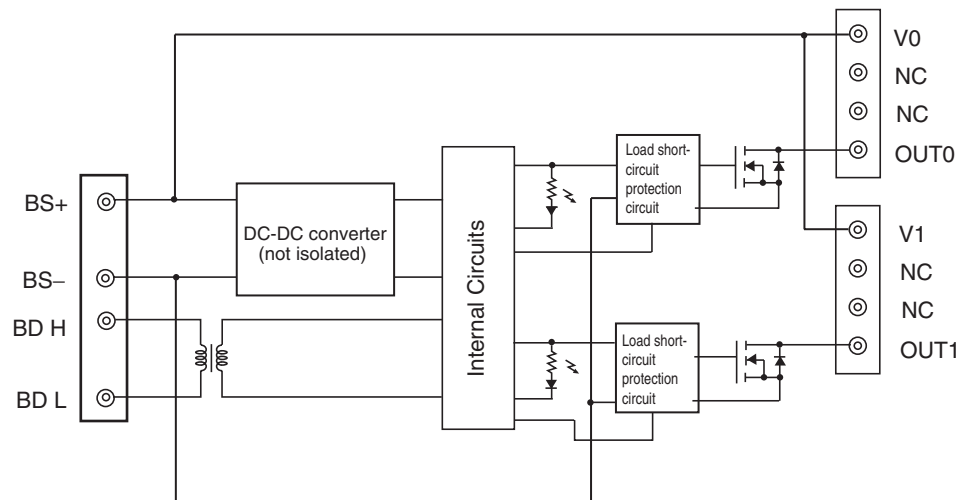 V0
NC
NC
OUT0
BS+
BS–
BD H
BD L
DC-DC converter
(not isolated)
Internal Circuits
Load short-
circuit
protection
circuit
V1
NC
NC
OUT1
Load short-
circuit
protection
circuit